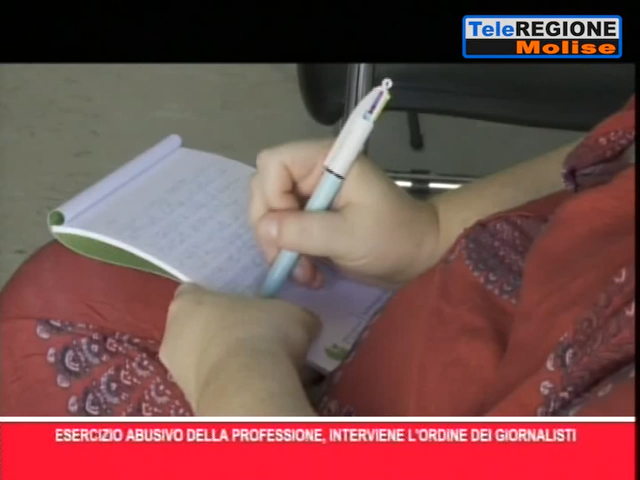 TeleREGIONE
Molise
ESERCIZIO ABUSIVO DELLA PROFESSIONE, INTERVIENE L'ORDINE DEI GIORNALISTI